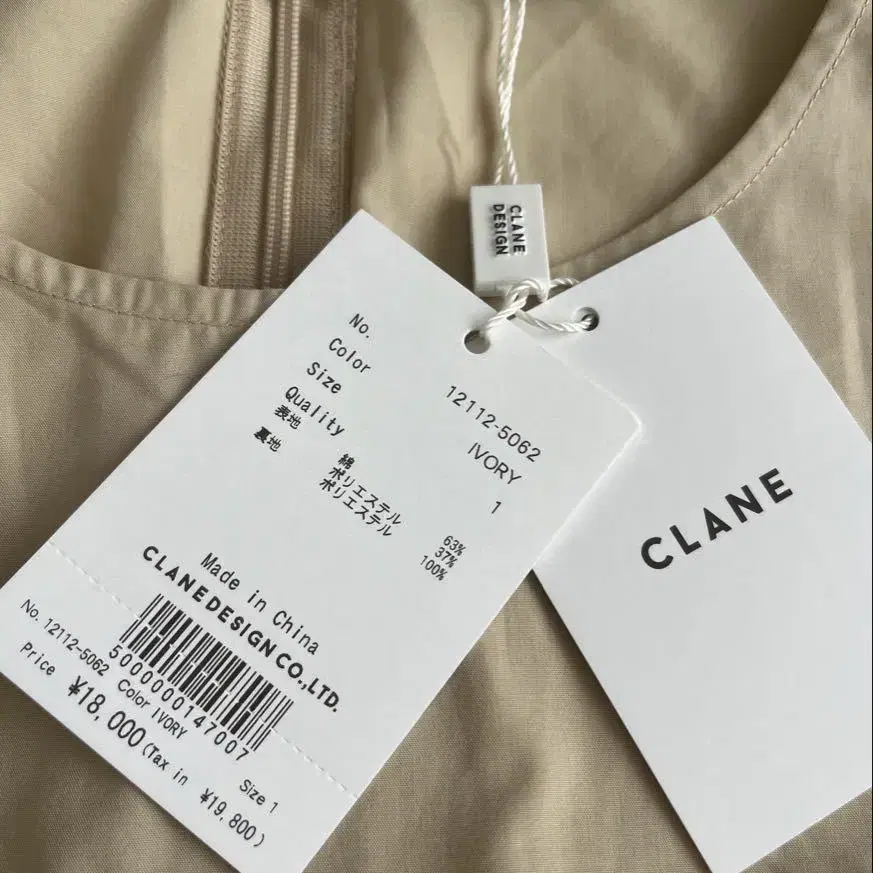 CLANE
DESIGN
No. 12112-5062
Color IVORY
Size 1
Quality
表地 綿 63%
ポリエステル 37%
裏地 ポリエステル 100%
Made in China
CLANEDESIGN CO.,LTD.
5000000147007
No. 12112-5062 Color IVORY Size 1
Price ¥18,000 (Tax in ¥19,800)
CLANE